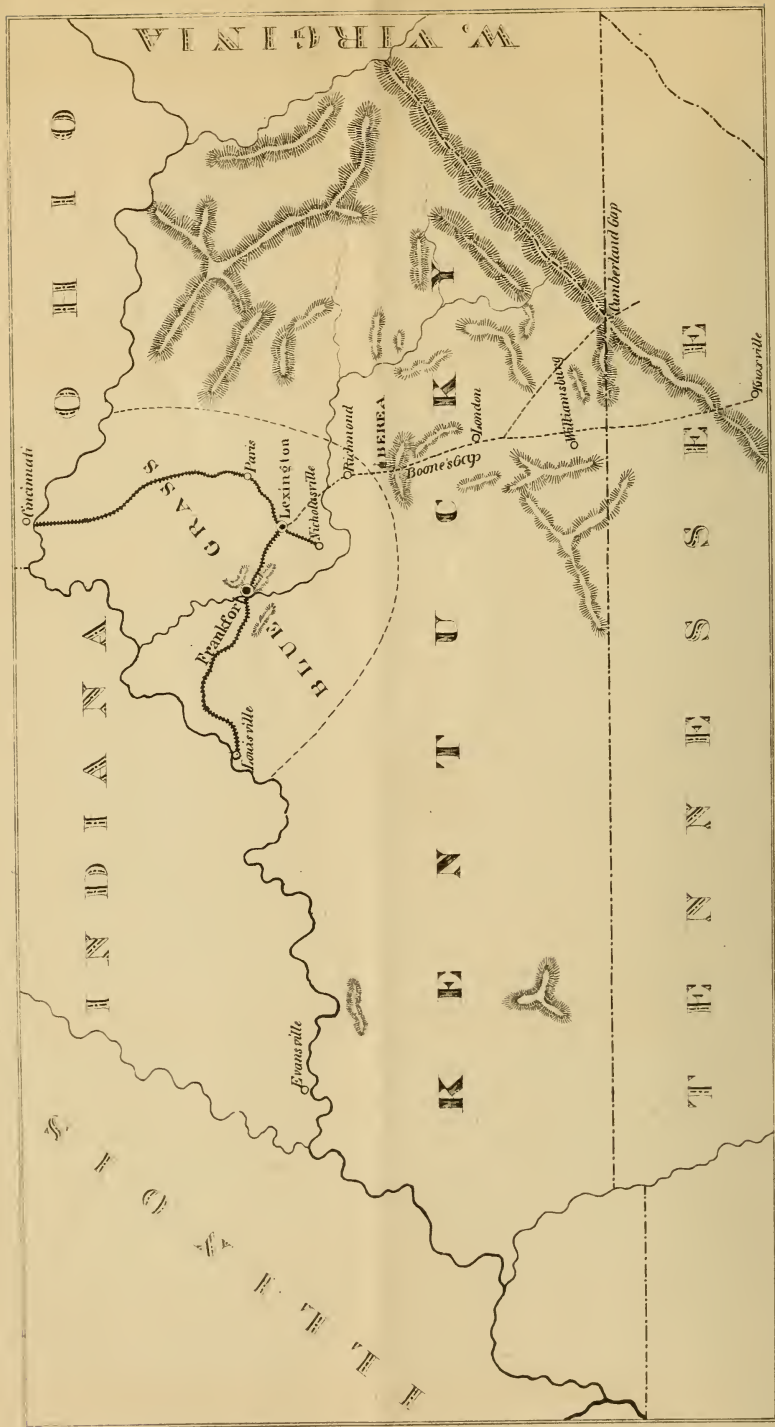 OHIO
W. VIRGINIA
INDIANA
ILLINOIS
Cincinnati
BLUE GRASS
Paris
Lexington
Nicholasville
Frankfort
Louisville
Evansville
Richmond
BEREA
Boone's Gap
KENTUCKY
London
Williamsburg
Cumberland Gap
TENNESSEE
Knoxville